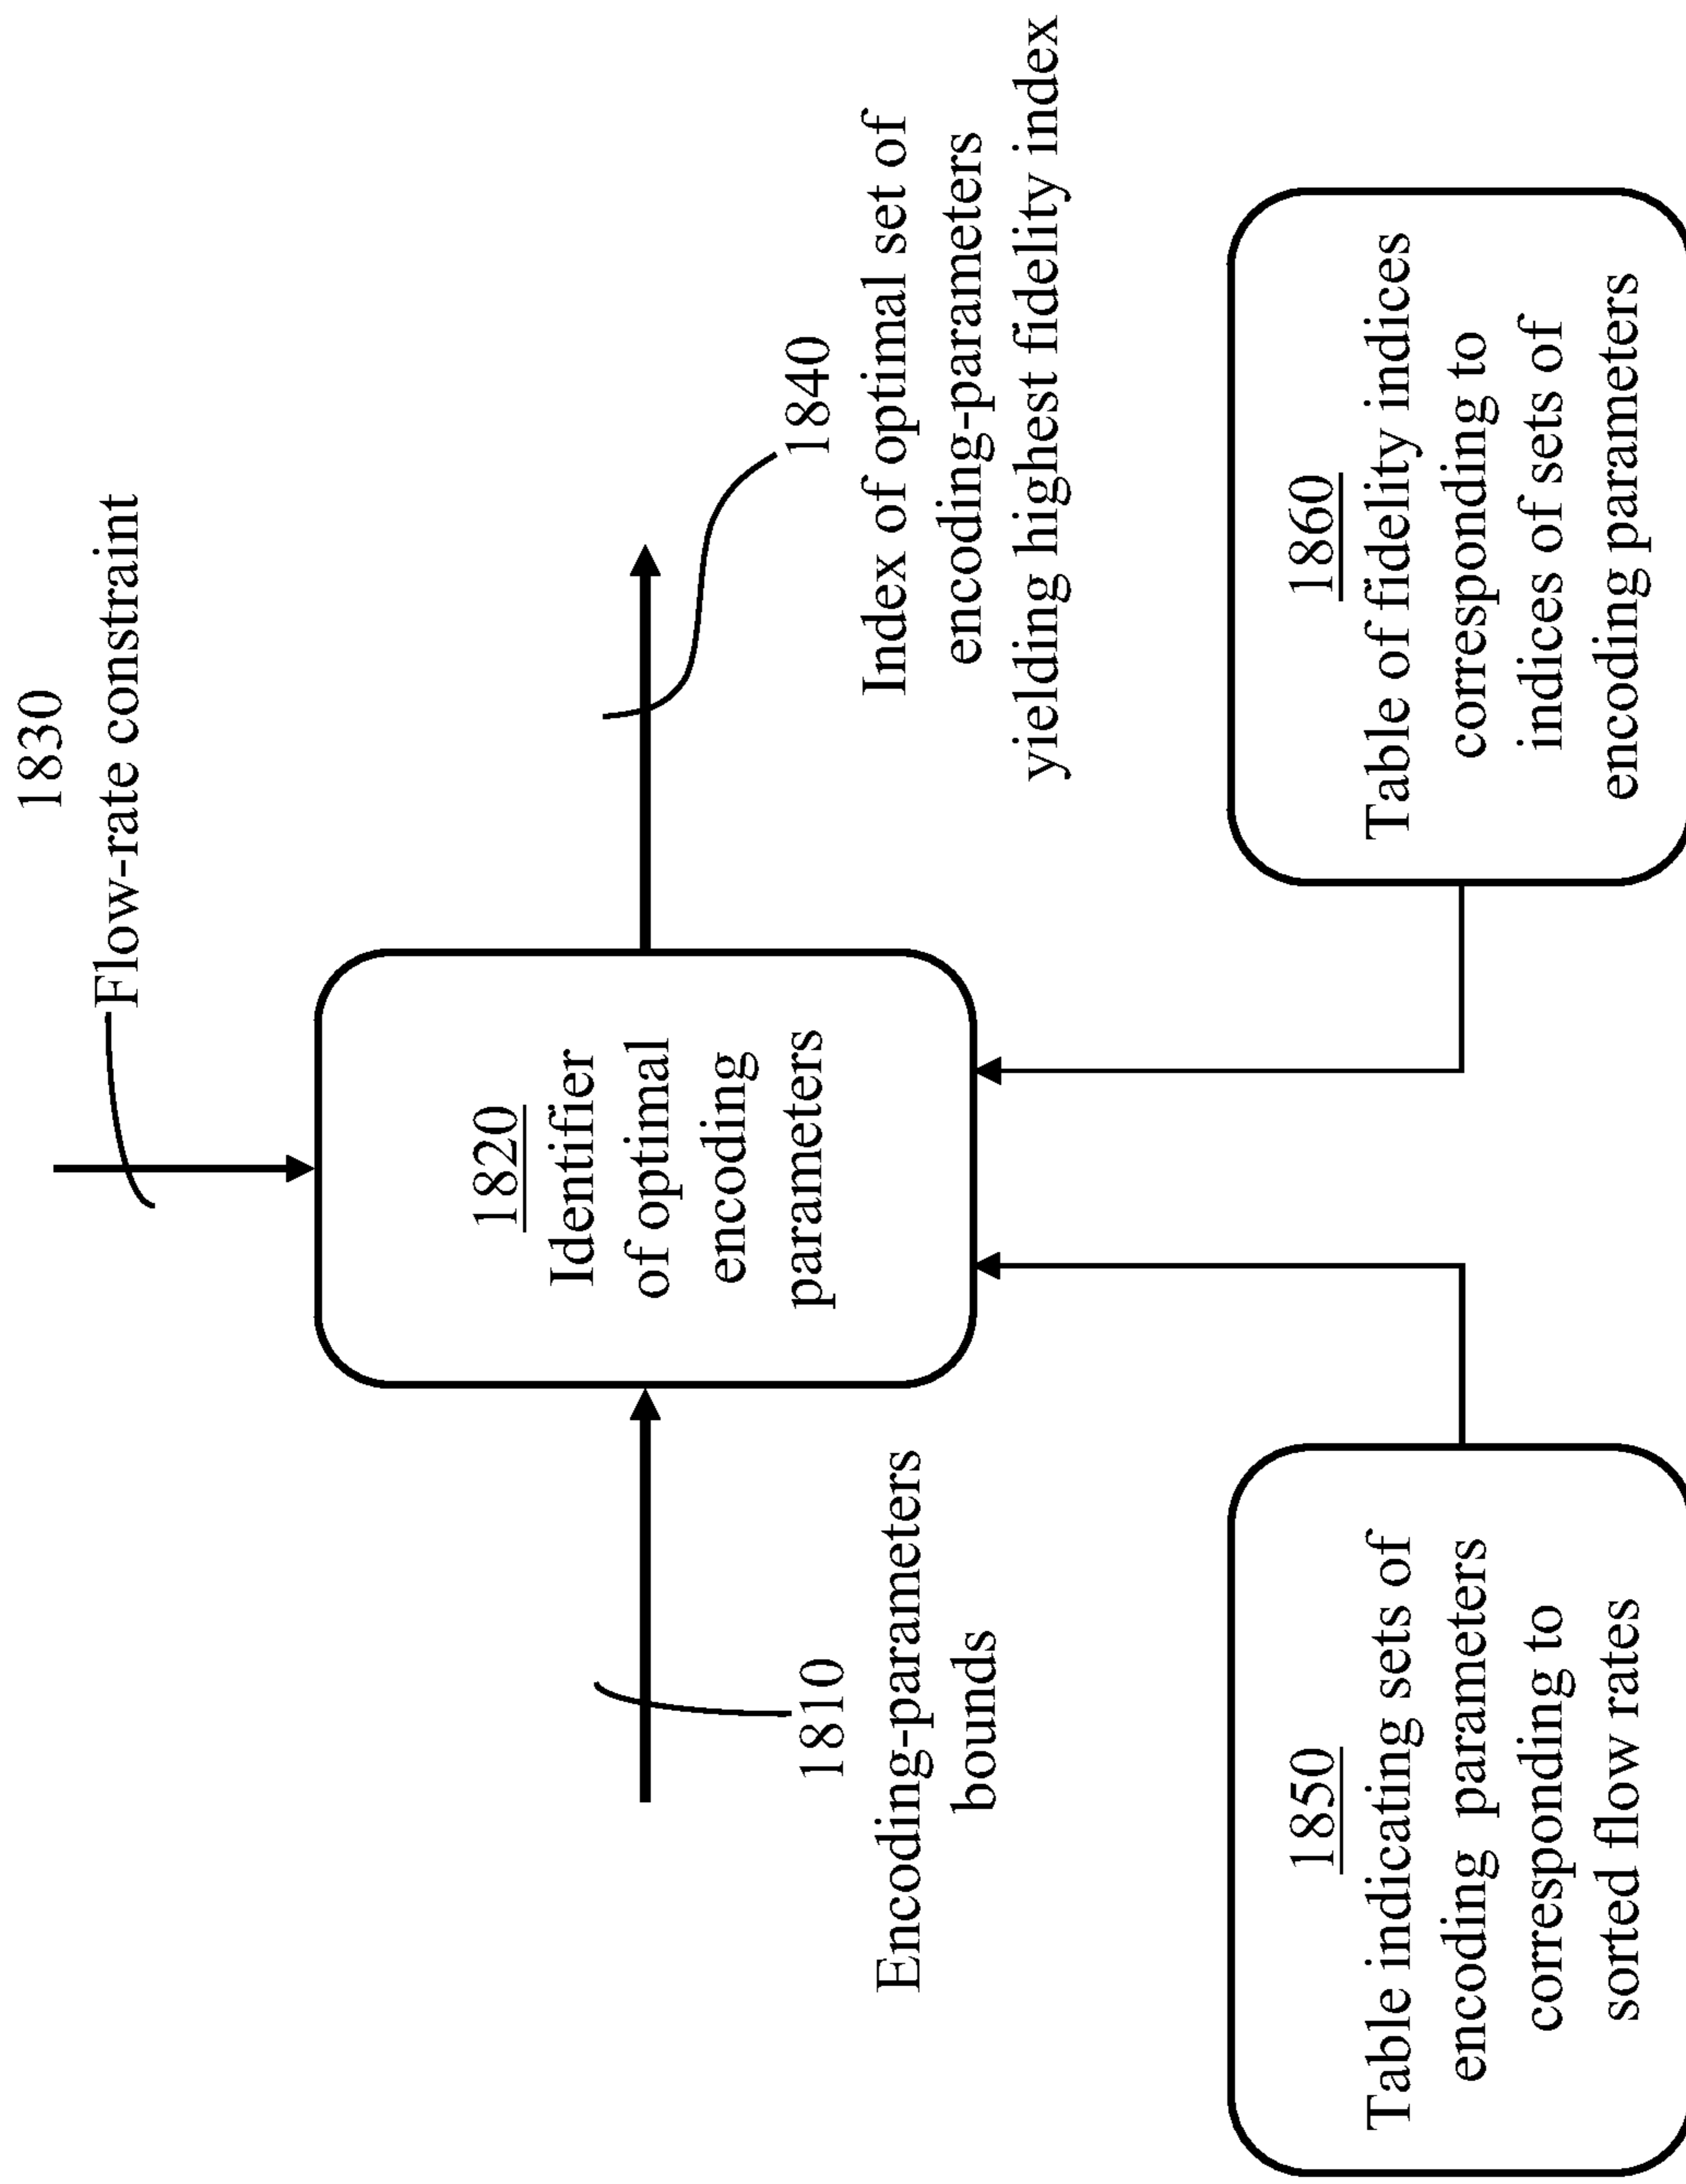 1830
Flow-rate constraint
1820
Identifier
of optimal
encoding
parameters
1810
Encoding-parameters
bounds
1840
Index of optimal set of
encoding-parameters
yielding highest fidelity index
1850
Table indicating sets of
encoding parameters
corresponding to
sorted flow rates
1860
Table of fidelity indices
corresponding to
indices of sets of
encoding parameters